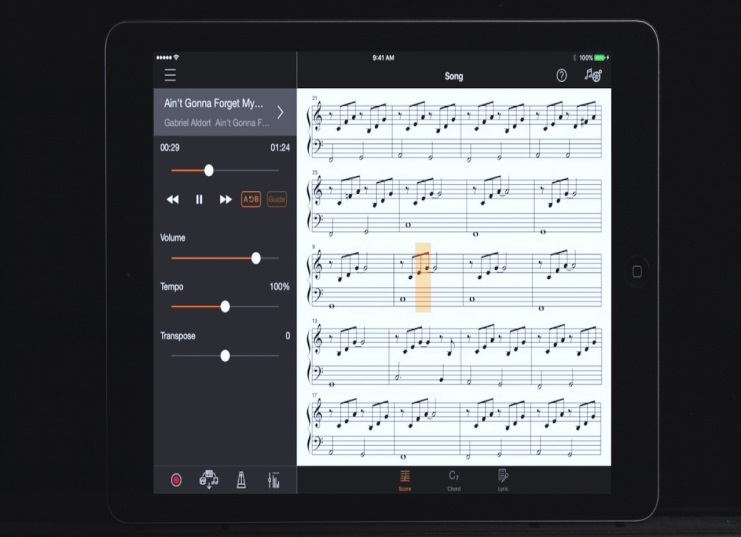 9:41 AM
100%
Song
?
Ain't Gonna Forget My...
Gabriel Aldort Ain't Gonna F...
00:29
01:24
A B
Guide
Volume
Tempo
100%
Transpose
0
21
25
9
13
17
Score
C7
Chord
Lyric